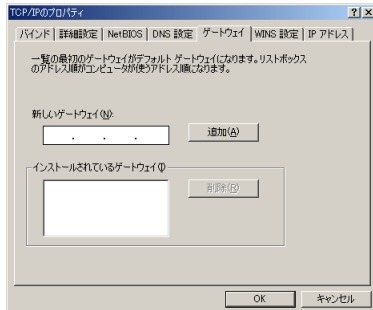 TCP/IPのプロパティ
バインド 詳細設定 NetBIOS DNS 設定 ゲートウェイ WINS 設定 IP アドレス
一覧の最初のゲートウェイがデフォルト ゲートウェイになります。リストボックス
のアドレス順がコンピュータが使うアドレス順になります。
新しいゲートウェイ(N):
. . .
追加(A)
インストールされているゲートウェイ(I)
削除(R)
OK キャンセル